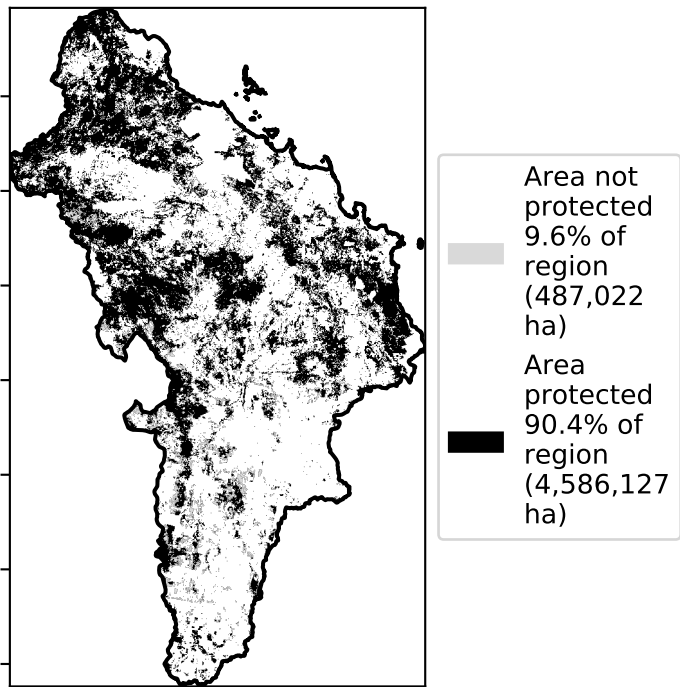 Area not
protected
9.6% of
region
(487,022
ha)
Area
protected
90.4% of
region
(4,586,127
ha)